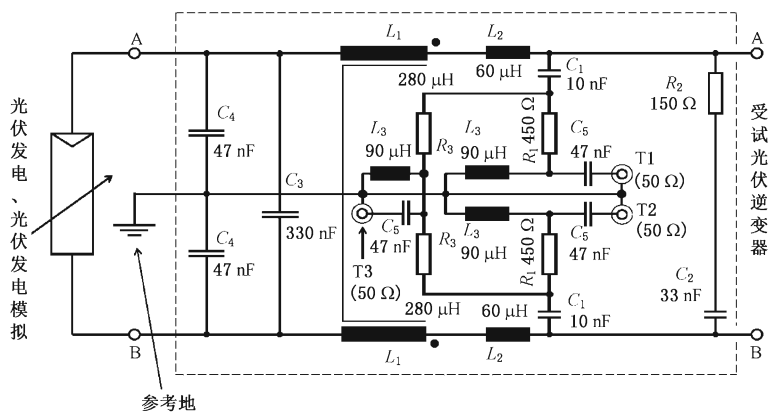 A
L1
L2
A
C1
10 nF
280 μH
60 μH
R2
150 Ω
光伏发电、光伏发电模拟
C4
47 nF
L3
90 μH
R3
L3
90 μH
R1 450 Ω
C5
47 nF
T1
(50 Ω)
受试光伏逆变器
C3
330 nF
C4
47 nF
C5
47 nF
T3
(50 Ω)
R3
L3
90 μH
R1 450 Ω
C5
47 nF
T2
(50 Ω)
C2
33 nF
280 μH
60 μH
C1
10 nF
B
L1
L2
B
参考地